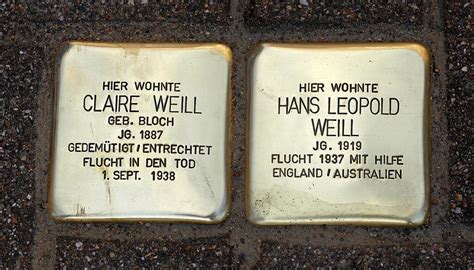 HIER WOHNTE
CLAIRE WEILL
GEB. BLOCH
JG. 1887
GEDEMÜTIGT/ENTRECHTET
FLUCHT IN DEN TOD
1. SEPT. 1938
HIER WOHNTE
HANS LEOPOLD
WEILL
JG. 1919
FLUCHT 1937 MIT HILFE
ENGLAND/AUSTRALIEN